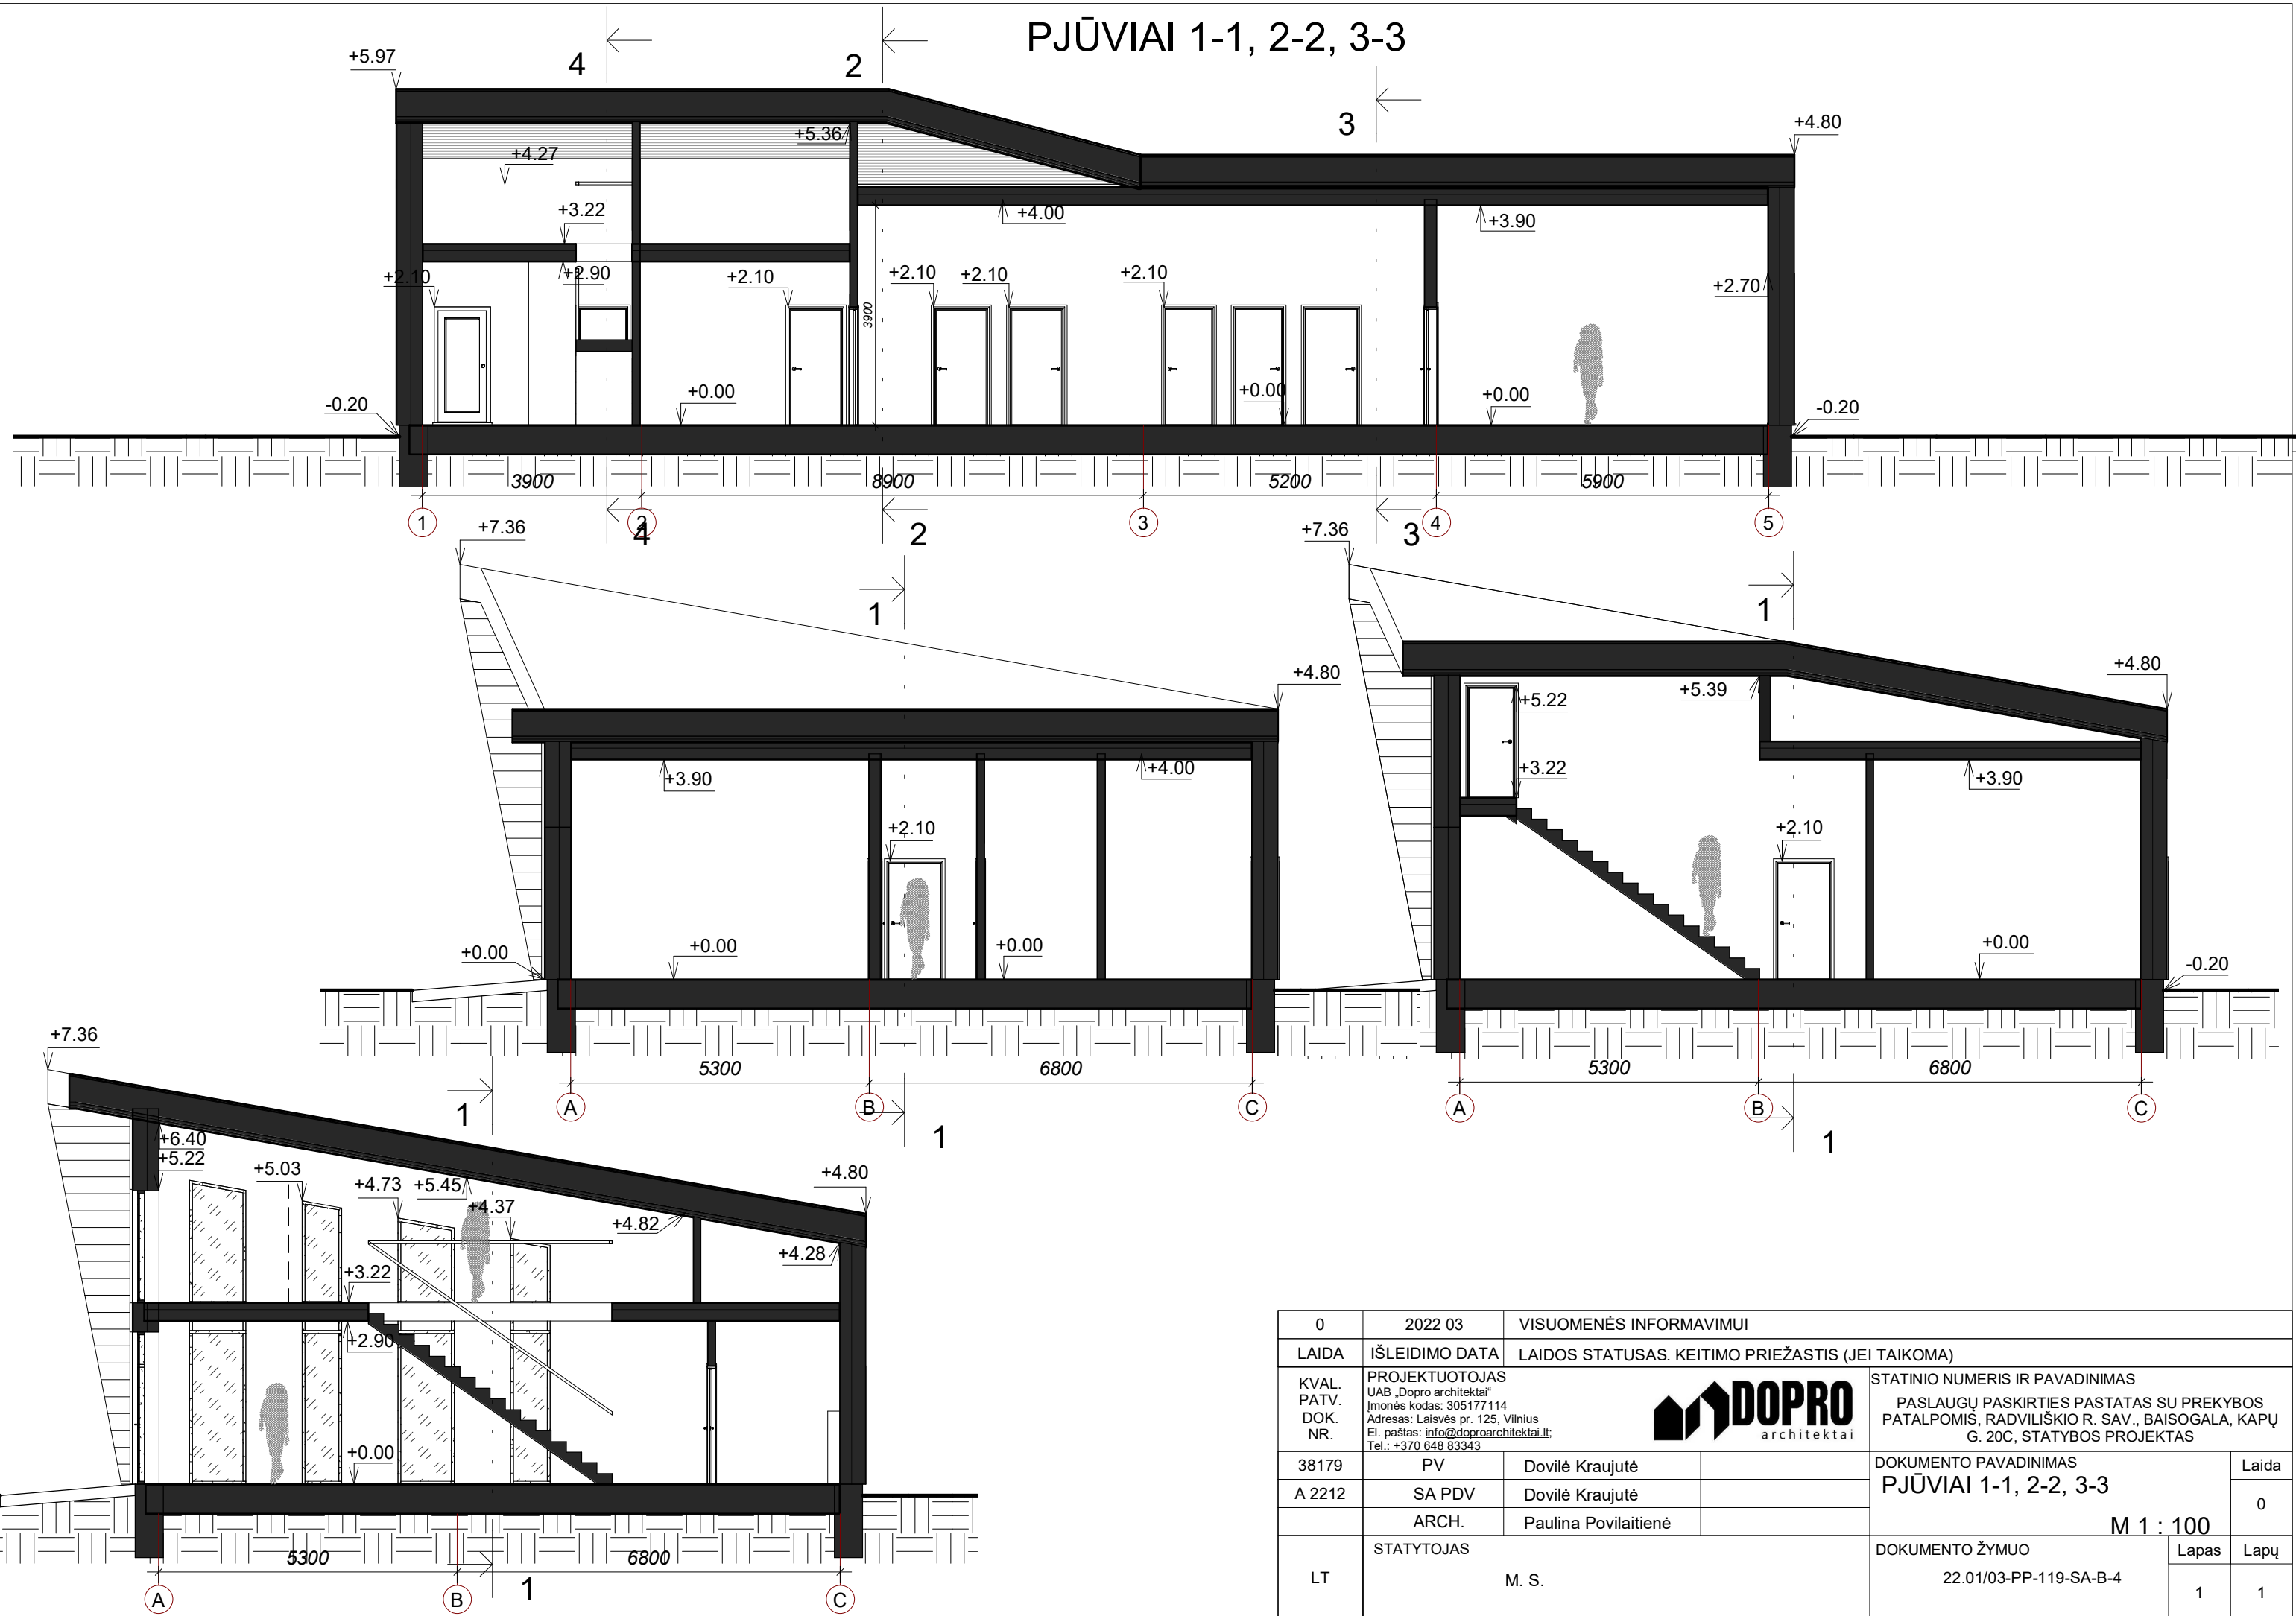 PJŪVIAI 1-1, 2-2, 3-3
4
2
3
+5.97
+5.36
+4.27
+4.80
+3.22
+4.00
+3.90
+2.10
+2.90
+2.10
+2.10
+2.10
+2.10
+2.70
3900
-0.20
+0.00
+0.00
+0.00
-0.20
3900
8900
5200
5900
1
2
3
4
5
4
2
3
+7.36
1
+4.80
+3.90
+4.00
+2.10
+0.00
+0.00
+0.00
5300
6800
A
B
C
1
+7.36
1
+4.80
+5.39
+5.22
+3.22
+3.90
+2.10
+0.00
-0.20
5300
6800
A
B
C
1
+7.36
1
+6.40
+5.22
+5.03
+4.73
+5.45
+4.37
+4.82
+4.80
+4.28
+3.22
+2.90
+0.00
5300
6800
A
B
C
1
0
2022 03
VISUOMENĖS INFORMAVIMUI
LAIDA
IŠLEIDIMO DATA
LAIDOS STATUSAS. KEITIMO PRIEŽASTIS (JEI TAIKOMA)
KVAL.
PATV.
DOK.
NR.
PROJEKTUOTOJAS
UAB „Dopro architektai“
Įmonės kodas: 305177114
Adresas: Laisvės pr. 125, Vilnius
El. paštas: info@doproarchitektai.lt;
Tel.: +370 648 83343
DOPRO
architektai
STATINIO NUMERIS IR PAVADINIMAS
PASLAUGŲ PASKIRTIES PASTATAS SU PREKYBOS
PATALPOMIS, RADVILIŠKIO R. SAV., BAISOGALA, KAPŲ
G. 20C, STATYBOS PROJEKTAS
38179
PV
Dovilė Kraujutė
A 2212
SA PDV
Dovilė Kraujutė
ARCH.
Paulina Povilaitienė
DOKUMENTO PAVADINIMAS
PJŪVIAI 1-1, 2-2, 3-3
M 1 : 100
Laida
0
LT
STATYTOJAS
M. S.
DOKUMENTO ŽYMUO
22.01/03-PP-119-SA-B-4
Lapas
Lapų
1
1